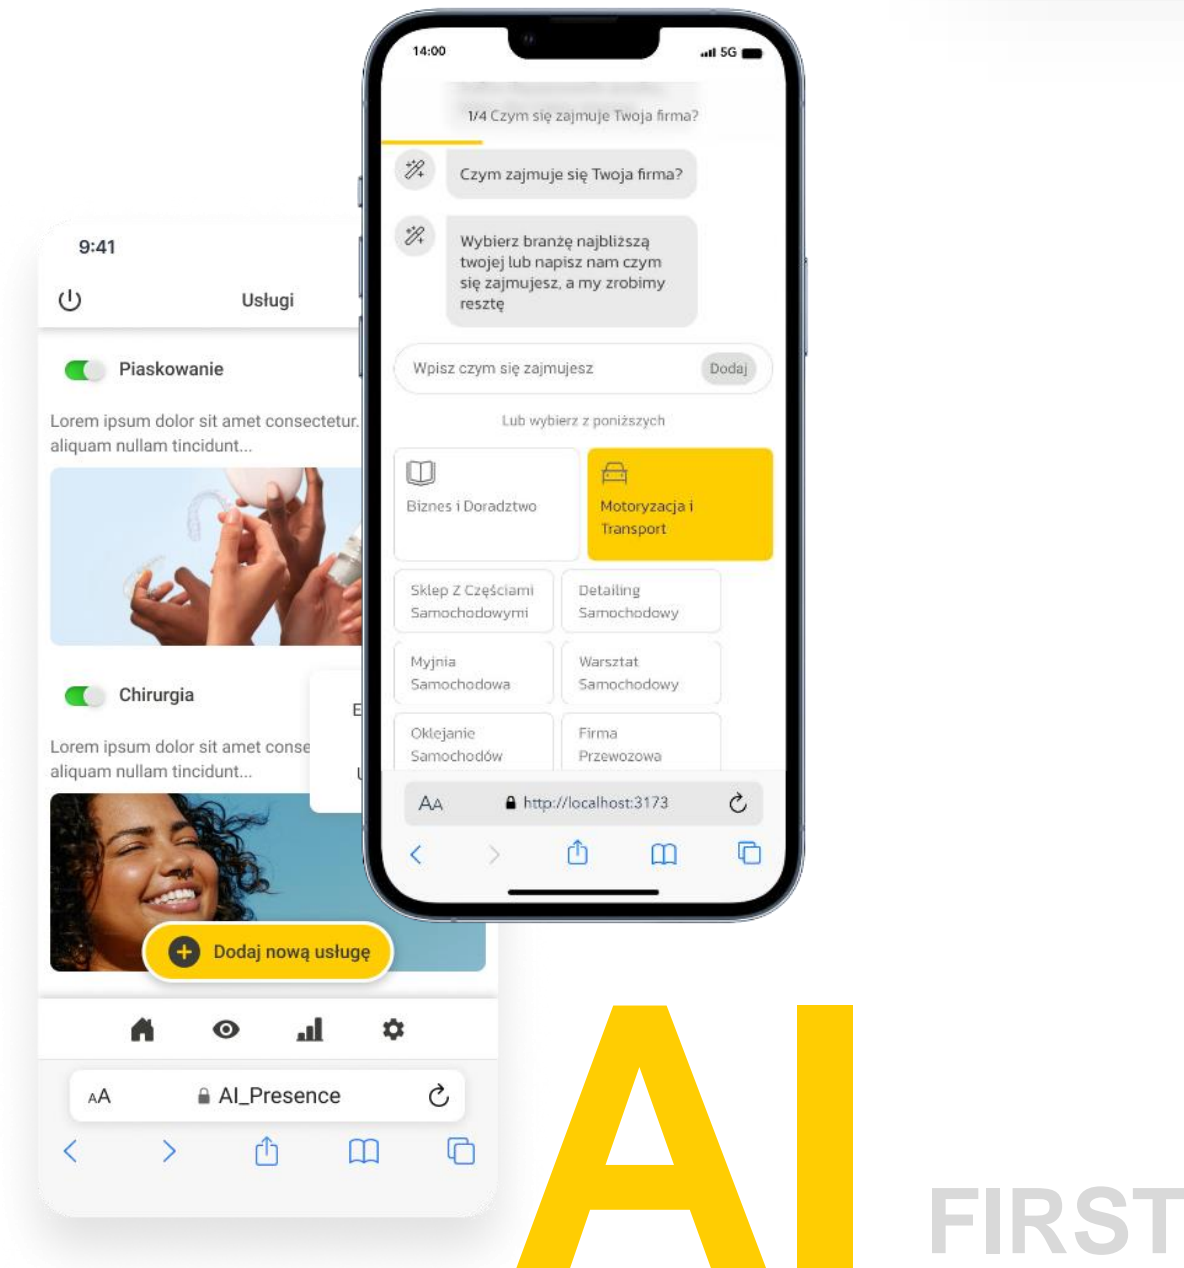 14:00
5G
1/4 Czym się zajmuje Twoja firma?
Czym zajmuje się Twoja firma?
Wybierz branżę najbliższą
twojej lub napisz nam czym
się zajmujesz, a my zrobimy
resztę
Wpisz czym się zajmujesz
Dodaj
Lub wybierz z poniższych
Biznes i Doradztwo
Motoryzacja i
Transport
Sklep Z Częściami
Samochodowymi
Detailing
Samochodowy
Myjnia
Samochodowa
Warsztat
Samochodowy
Oklejanie
Samochodów
Firma
Przewozowa
AA
http://localhost:3173
9:41
Usługi
Piaskowanie
Lorem ipsum dolor sit amet consectetur.
aliquam nullam tincidunt...
Chirurgia
Lorem ipsum dolor sit amet conse
aliquam nullam tincidunt...
E
Dodaj nową usługę
AA
AI_Presence
AI
FIRST